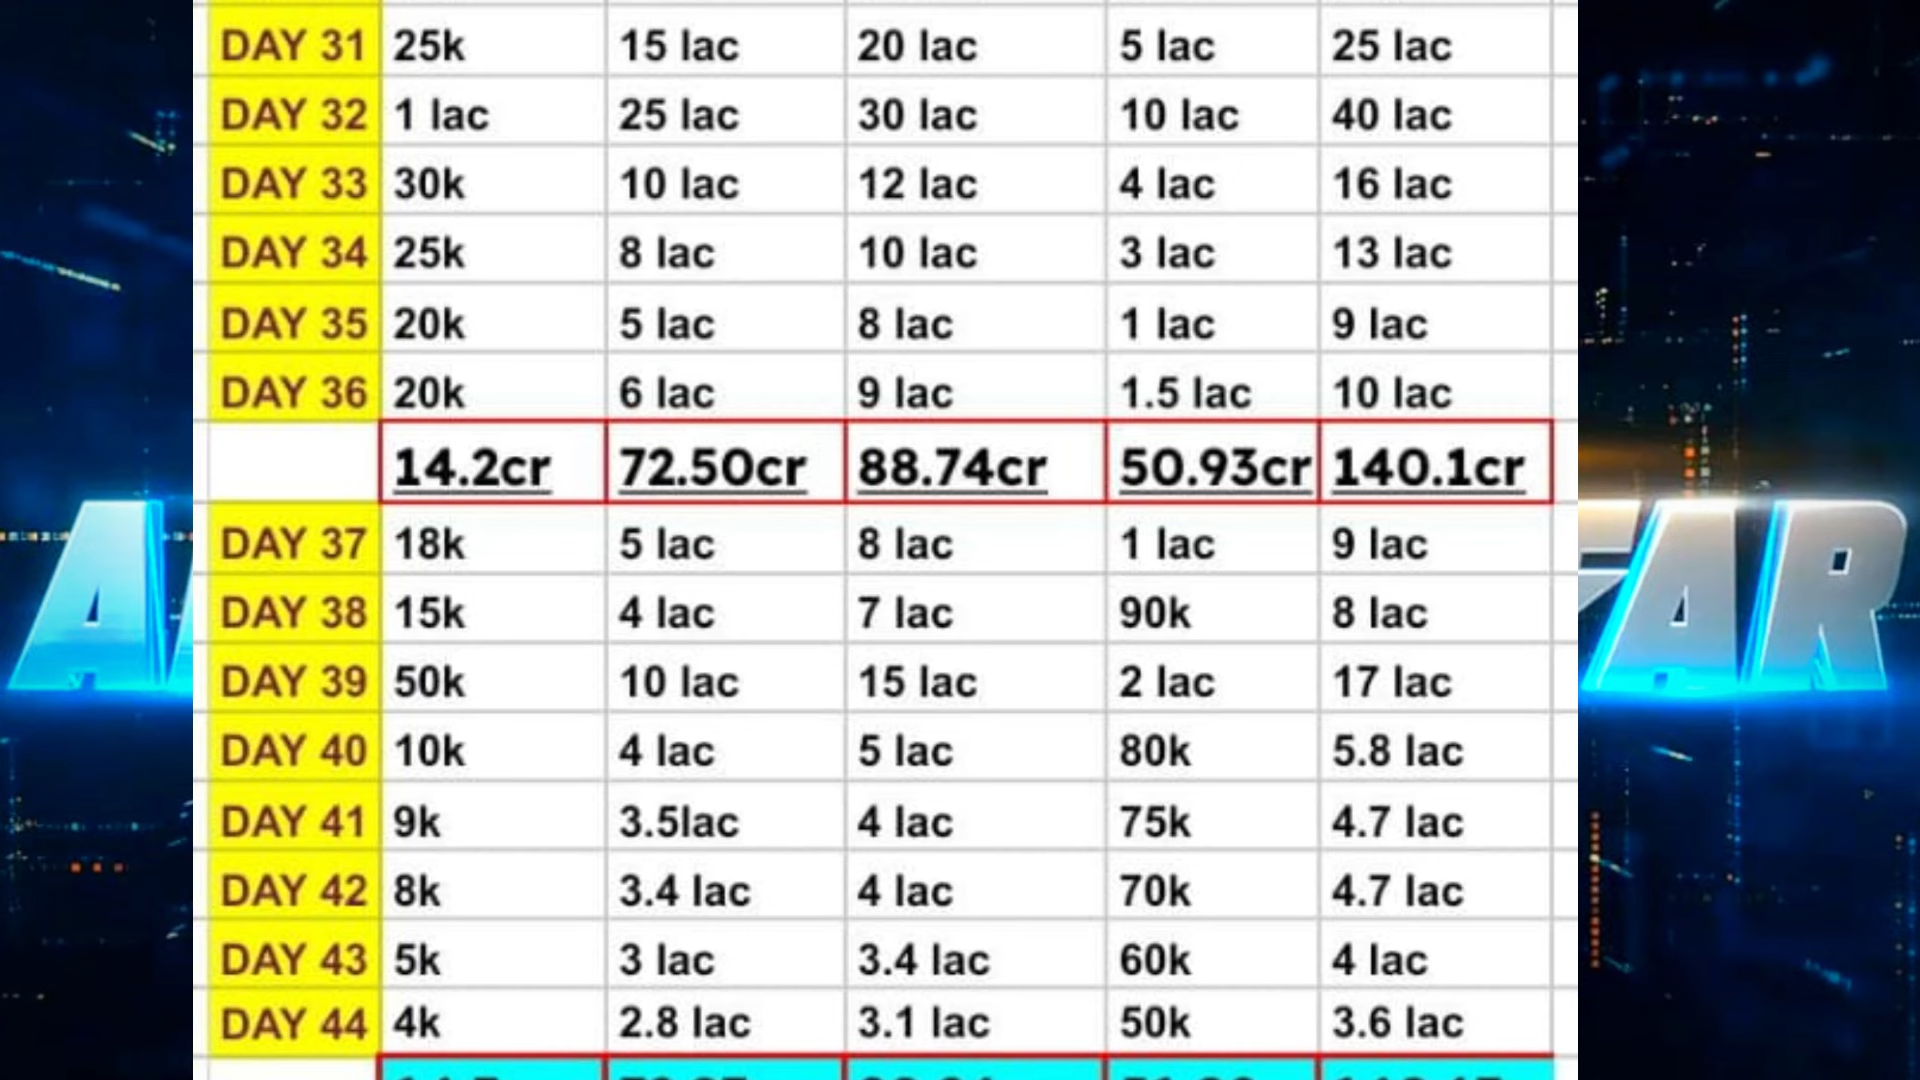 DAY 31 25k 15 lac 20 lac 5 lac 25 lac
DAY 32 1 lac 25 lac 30 lac 10 lac 40 lac
DAY 33 30k 10 lac 12 lac 4 lac 16 lac
DAY 34 25k 8 lac 10 lac 3 lac 13 lac
DAY 35 20k 5 lac 8 lac 1 lac 9 lac
DAY 36 20k 6 lac 9 lac 1.5 lac 10 lac
14.2cr 72.50cr 88.74cr 50.93cr 140.1cr
DAY 37 18k 5 lac 8 lac 1 lac 9 lac
DAY 38 15k 4 lac 7 lac 90k 8 lac
DAY 39 50k 10 lac 15 lac 2 lac 17 lac
DAY 40 10k 4 lac 5 lac 80k 5.8 lac
DAY 41 9k 3.5lac 4 lac 75k 4.7 lac
DAY 42 8k 3.4 lac 4 lac 70k 4.7 lac
DAY 43 5k 3 lac 3.4 lac 60k 4 lac
DAY 44 4k 2.8 lac 3.1 lac 50k 3.6 lac